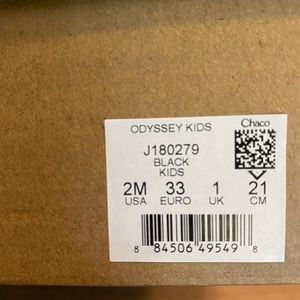 ODYSSEY KIDS
Chaco
J180279
BLACK
KIDS
2M 33 1 21
USA EURO UK CM
8 84506 49549 8